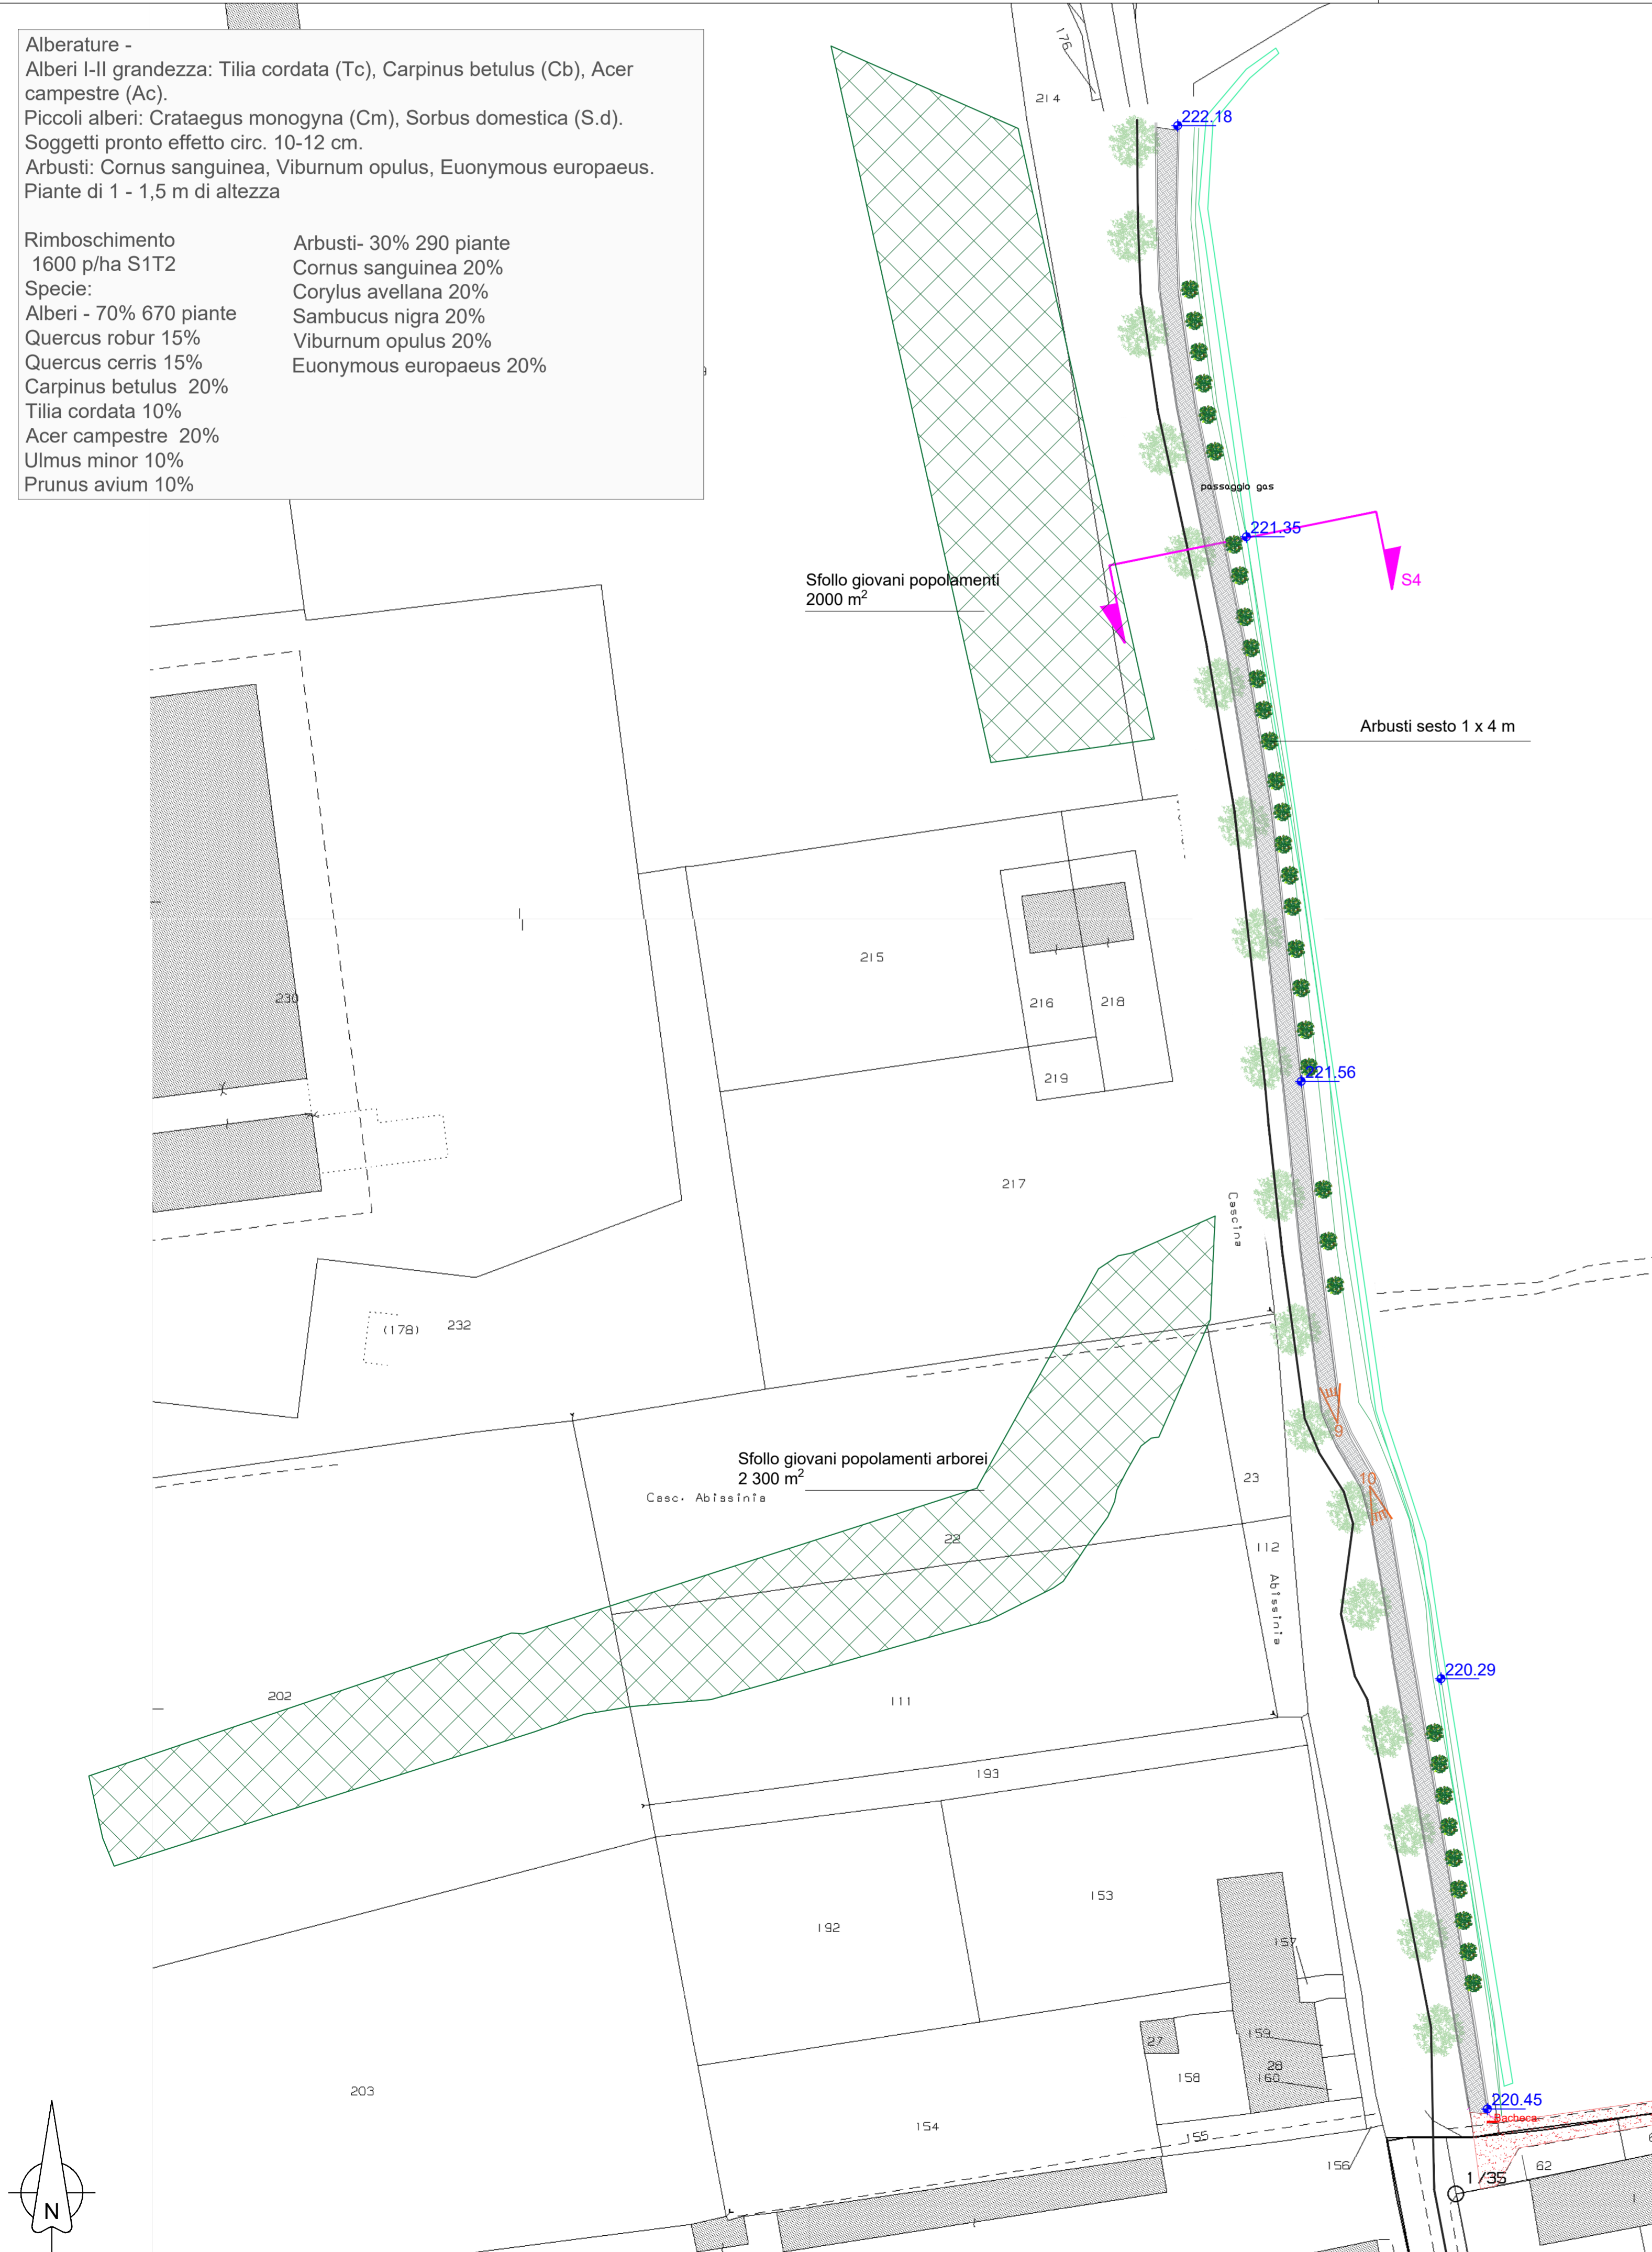 Alberature -
Alberi I-II grandezza: Tilia cordata (Tc), Carpinus betulus (Cb), Acer
campestre (Ac).
Piccoli alberi: Crataegus monogyna (Cm), Sorbus domestica (S.d).
Soggetti pronto effetto circ. 10-12 cm.
Arbusti: Cornus sanguinea, Viburnum opulus, Euonymous europaeus.
Piante di 1 - 1,5 m di altezza
Rimboschimento
1600 p/ha S1T2
Specie:
Alberi - 70% 670 piante
Quercus robur 15%
Quercus cerris 15%
Carpinus betulus  20%
Tilia cordata 10%
Acer campestre  20%
Ulmus minor 10%
Prunus avium 10%
Arbusti- 30% 290 piante
Cornus sanguinea 20%
Corylus avellana 20%
Sambucus nigra 20%
Viburnum opulus 20%
Euonymous europaeus 20%
176
214
222.18
passaggio gas
221.35
S4
Sfollo giovani popolamenti
2000 m²
Arbusti sesto 1 x 4 m
215
230
216
218
219
221.56
217
Cascina
(178)
232
9
Sfollo giovani popolamenti arborei
2 300 m²
Casc. Abissinia
10
23
22
112
Abissinia
220.29
202
111
193
153
192
157
27
159
28
158
160
203
154
155
156
220.45
Bacheca
62
1/35
N